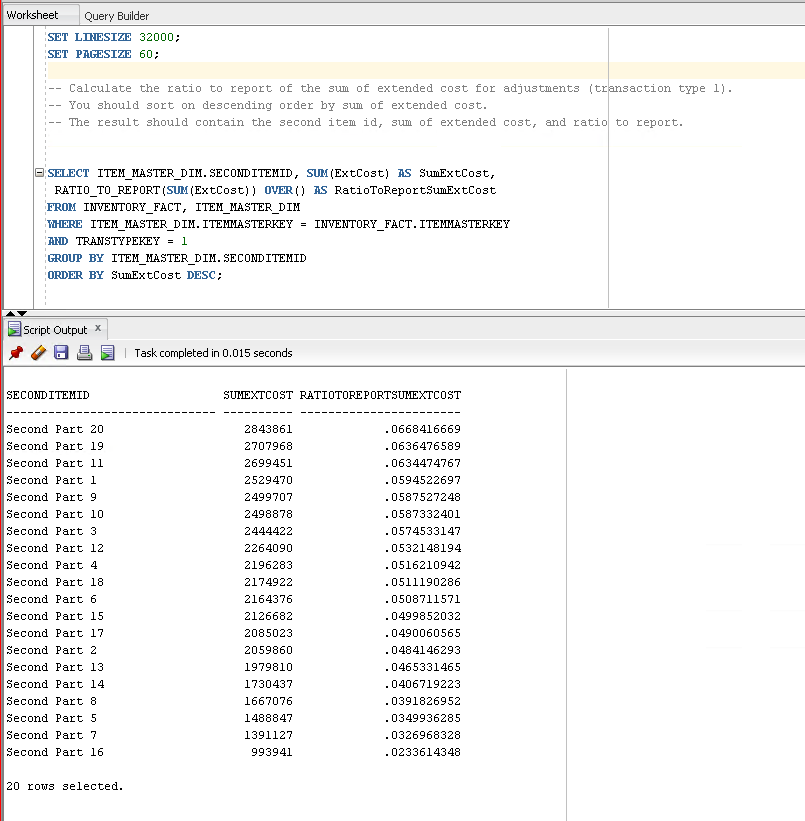 Worksheet Query Builder
SET LINESIZE 32000;
SET PAGESIZE 60;
-- Calculate the ratio to report of the sum of extended cost for adjustments (transaction type 1).
-- You should sort on descending order by sum of extended cost.
-- The result should contain the second item id, sum of extended cost, and ratio to report.
SELECT ITEM_MASTER_DIM.SECONDITEMID, SUM(ExtCost) AS SumExtCost,
RATIO_TO_REPORT(SUM(ExtCost)) OVER() AS RatioToReportSumExtCost
FROM INVENTORY_FACT, ITEM_MASTER_DIM
WHERE ITEM_MASTER_DIM.ITEMMASTERKEY = INVENTORY_FACT.ITEMMASTERKEY
AND TRANSTYPEKEY = 1
GROUP BY ITEM_MASTER_DIM.SECONDITEMID
ORDER BY SumExtCost DESC;
Script Output x
Task completed in 0.015 seconds
SECONDITEMID SUMEXTCOST RATIOTOREPORTSUMEXTCOST
------------------------------ ---------- -----------------------
Second Part 20 2843861 .0668416669
Second Part 19 2707968 .0636476589
Second Part 11 2699451 .0634474767
Second Part 1 2529470 .0594522697
Second Part 9 2499707 .0587527248
Second Part 10 2498878 .0587332401
Second Part 3 2444422 .0574533147
Second Part 12 2264090 .0532148194
Second Part 4 2196283 .0516210942
Second Part 18 2174922 .0511190286
Second Part 6 2164376 .0508711571
Second Part 15 2126682 .0499852032
Second Part 17 2085023 .0490060565
Second Part 2 2059860 .0484146293
Second Part 13 1979810 .0465331465
Second Part 14 1730437 .0406719223
Second Part 8 1667076 .0391826952
Second Part 5 1488847 .0349936285
Second Part 7 1391127 .0326968328
Second Part 16 993941 .0233614348
20 rows selected.